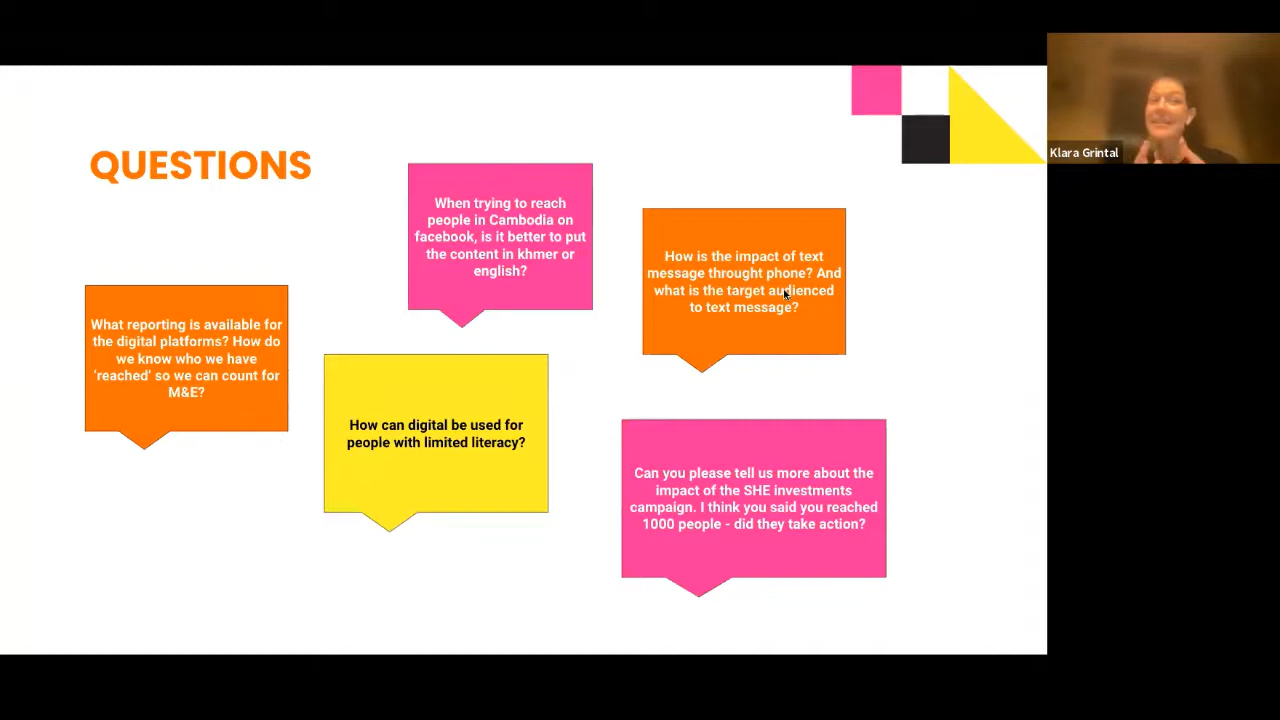 QUESTIONS
When trying to reach
people in Cambodia on
facebook, is it better to put
the content in khmer or
english?
How is the impact of text
message throught phone? And
what is the target audienced
to text message?
What reporting is available for
the digital platforms? How do
we know who we have
‘reached’ so we can count for
M&E?
How can digital be used for
people with limited literacy?
Can you please tell us more about the
impact of the SHE investments
campaign. I think you said you reached
1000 people - did they take action?
Klara Grintal